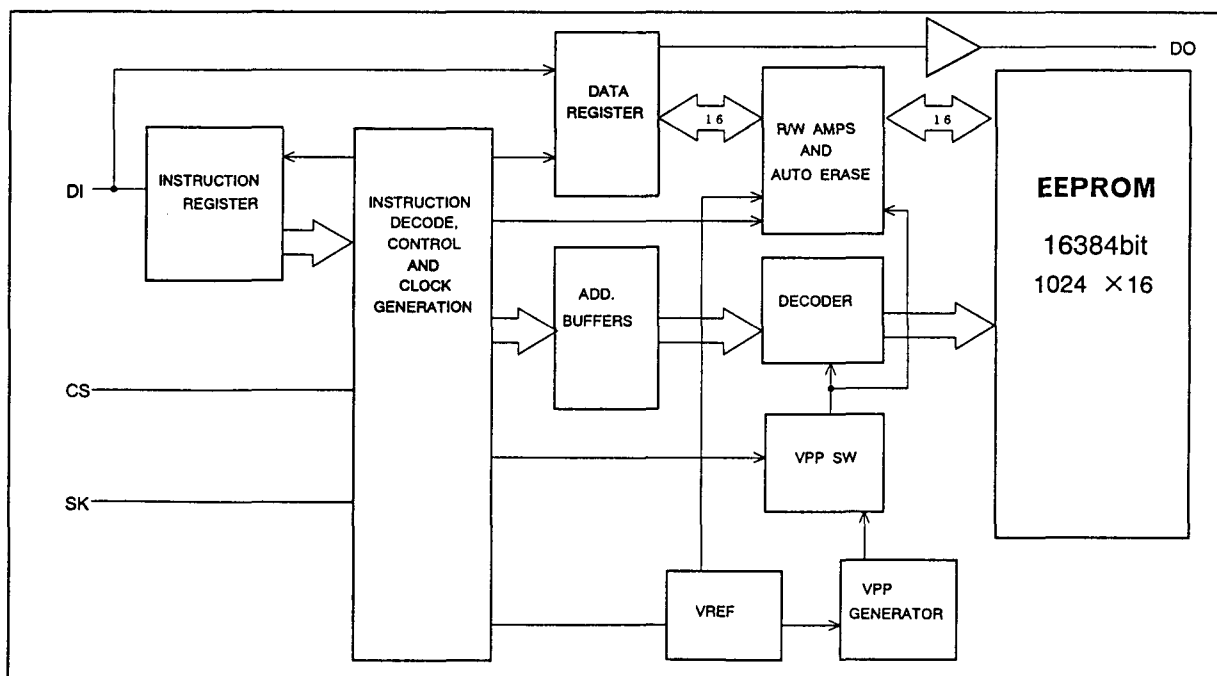 DO
DATA
REGISTER
16
R/W AMPS
AND
AUTO ERASE
16
EEPROM
16384bit
1024 ×16
DI
INSTRUCTION
REGISTER
INSTRUCTION
DECODE,
CONTROL
AND
CLOCK
GENERATION
ADD.
BUFFERS
DECODER
CS
VPP SW
SK
VREF
VPP
GENERATOR